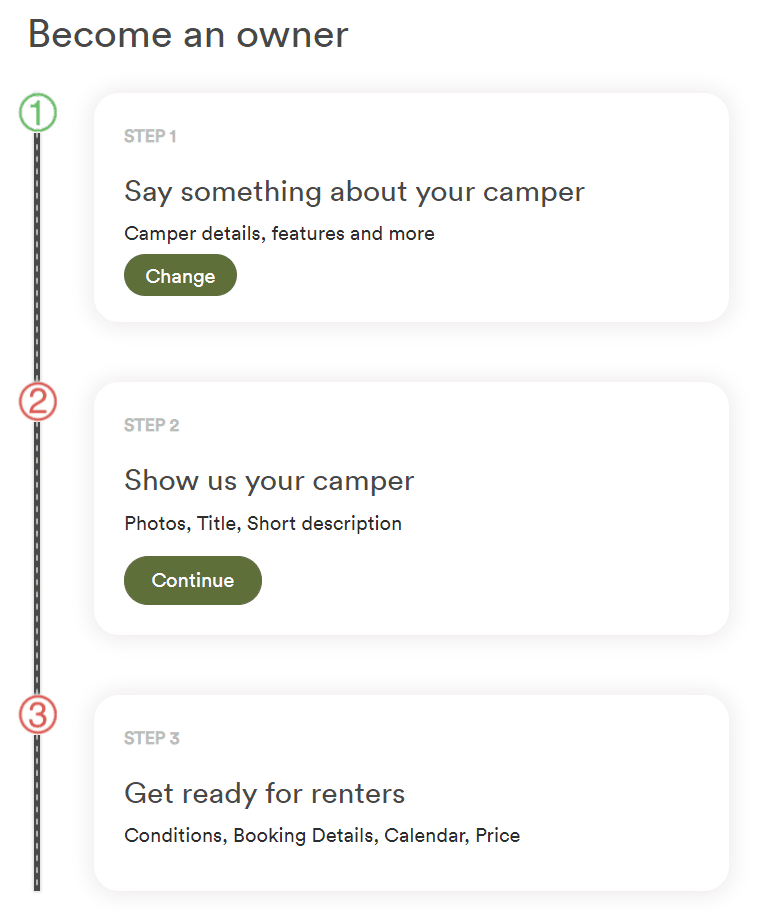 Become an owner
1
STEP 1
Say something about your camper
Camper details, features and more
Change
2
STEP 2
Show us your camper
Photos, Title, Short description
Continue
3
STEP 3
Get ready for renters
Conditions, Booking Details, Calendar, Price